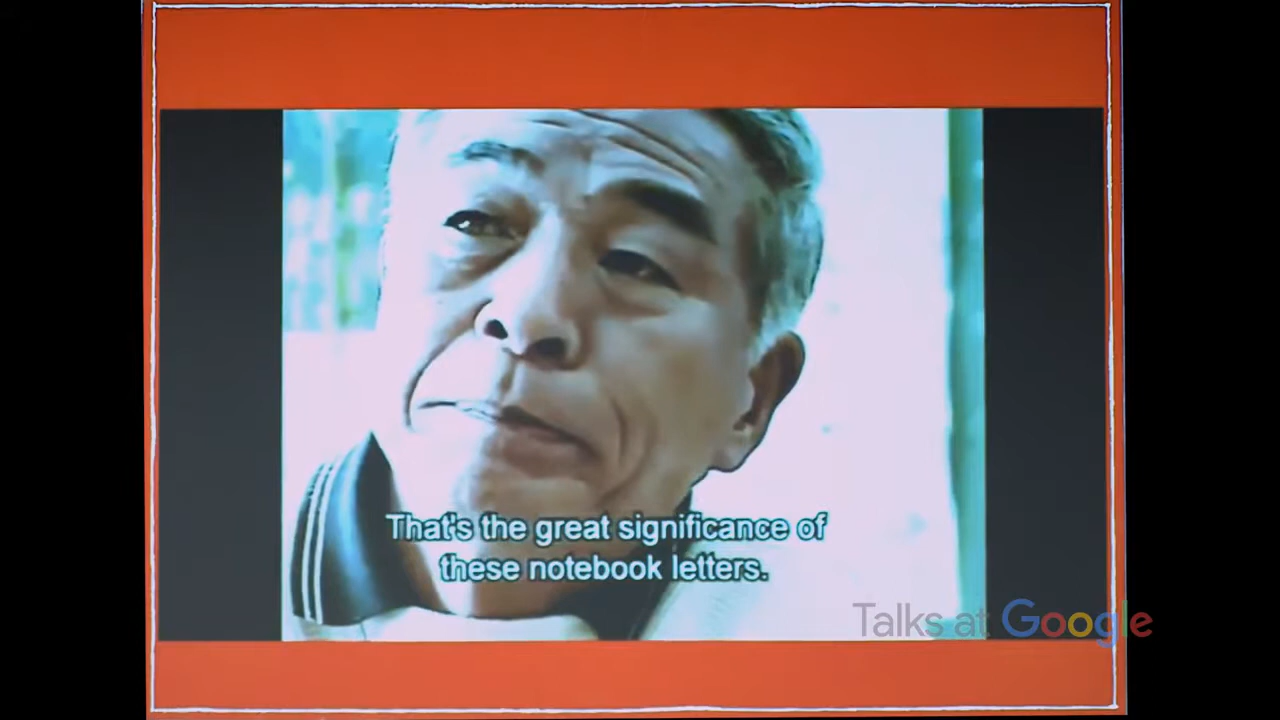 That's the great significance of
these notebook letters.
Talks at Google